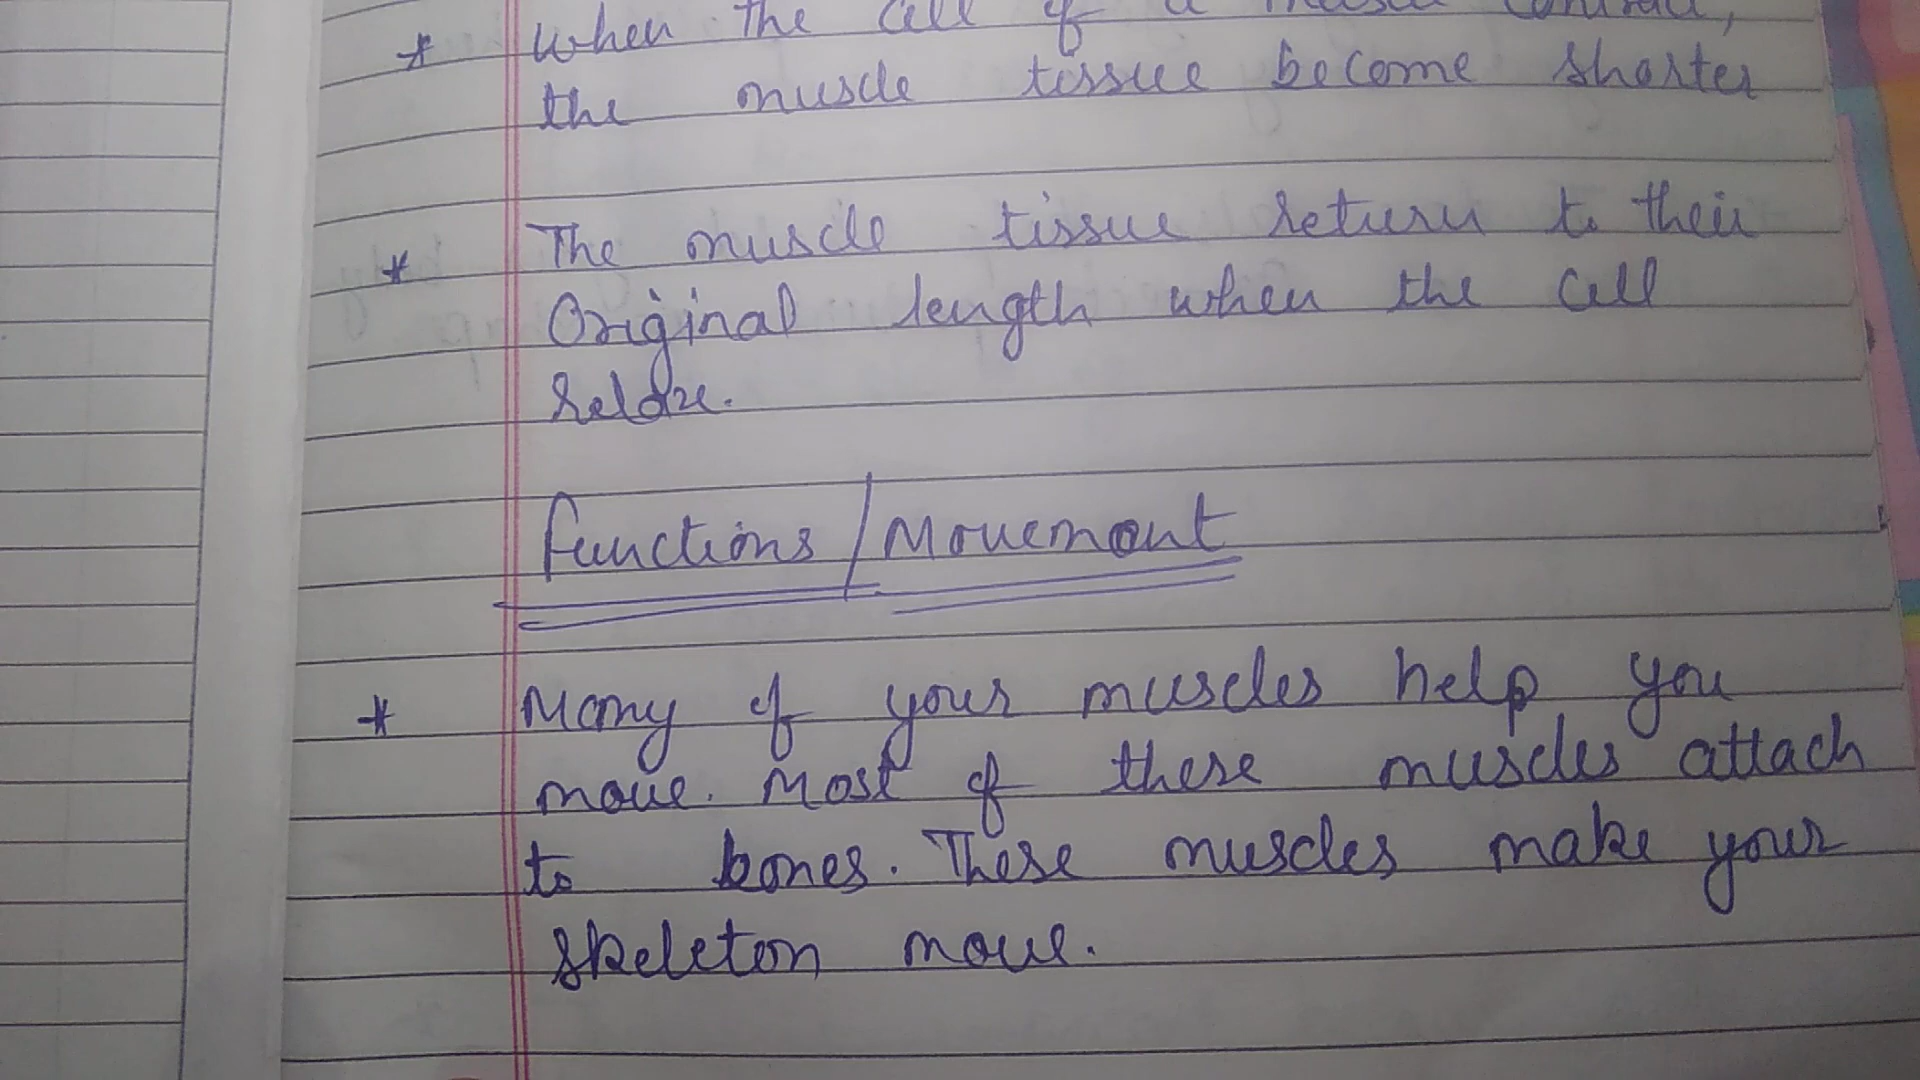 * When the cell of a muscle contract,
the muscle tissue become shorter
* The muscle tissue return to their
Original length when the cell
relax.
Functions/Movement
* Many of your muscles help you
move. Most of these muscles attach
to bones. These muscles make your
skeleton move.